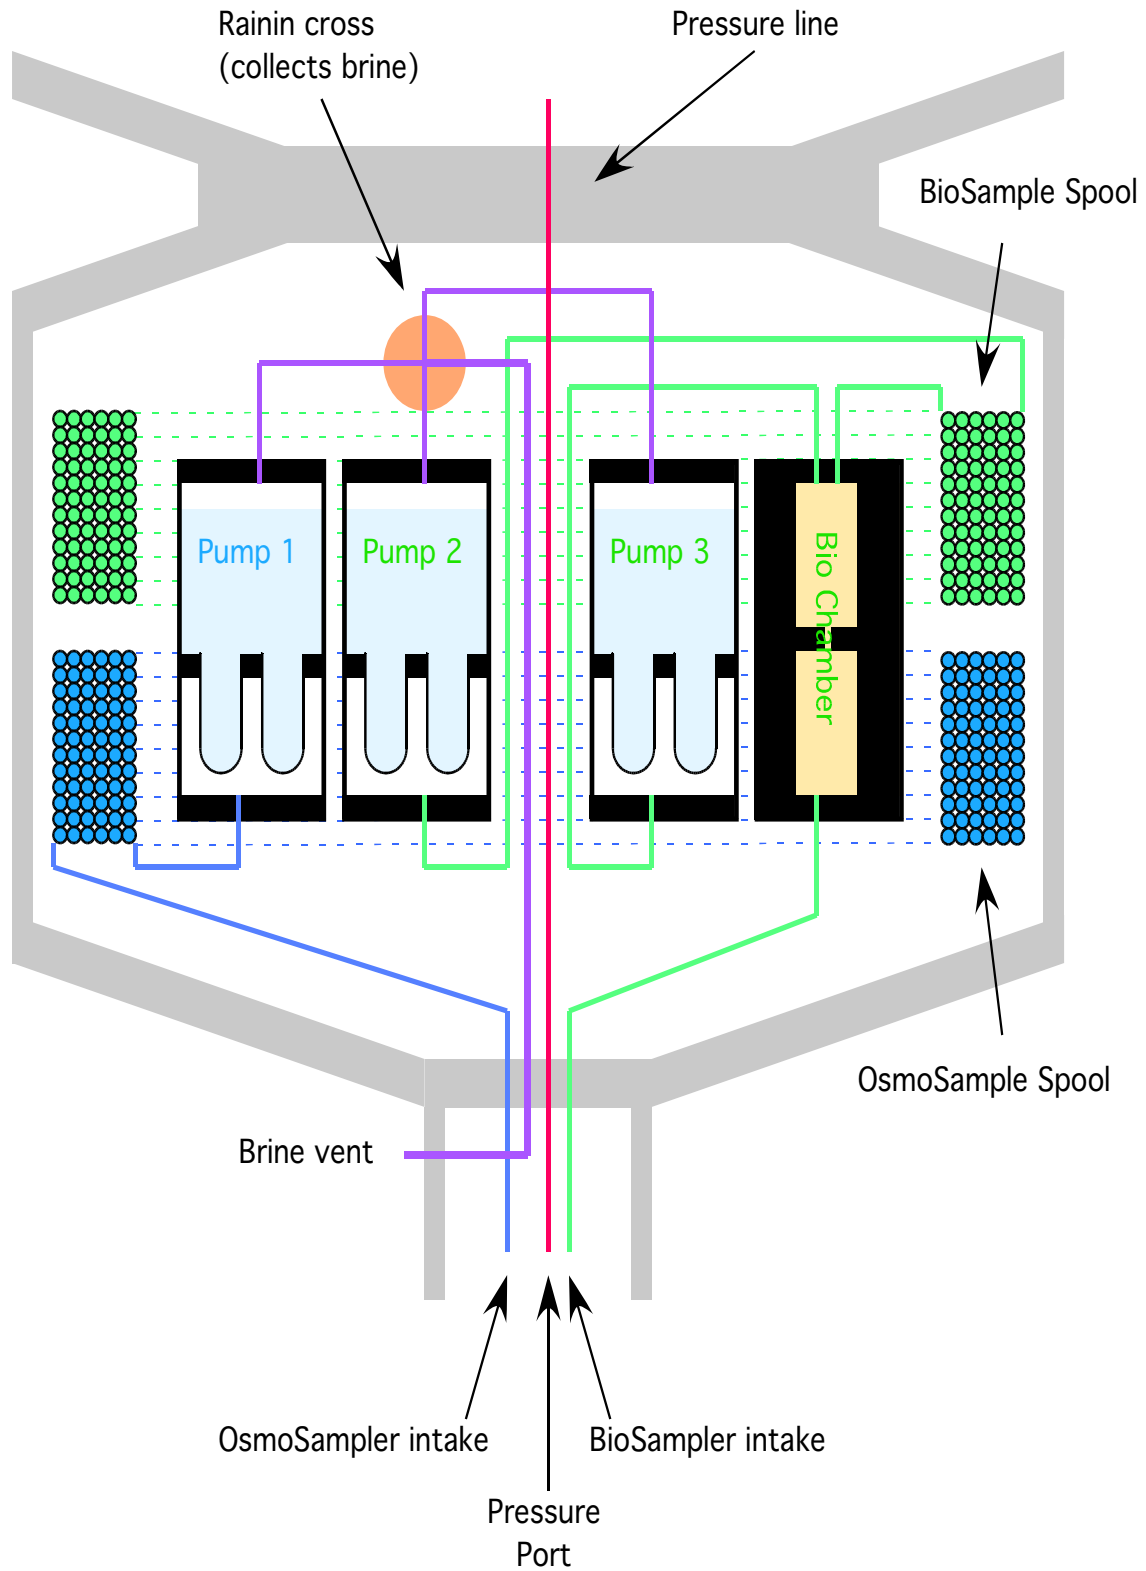 Rainin cross
(collects brine)
Pressure line
BioSample Spool
Pump 1
Pump 2
Pump 3
Bio Chamber
OsmoSample Spool
Brine vent
OsmoSampler intake
BioSampler intake
Pressure
Port